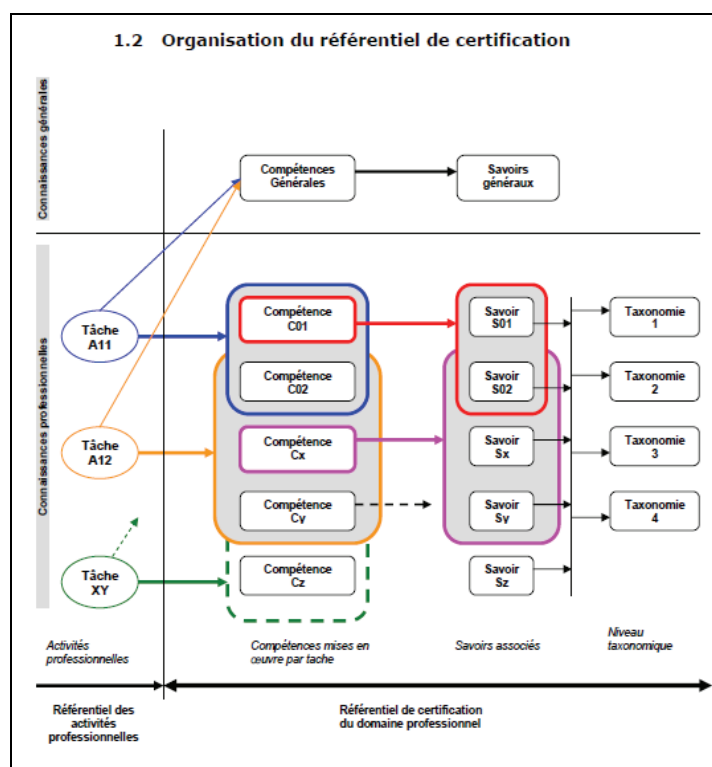 1.2 Organisation du référentiel de certification
Connaissances générales
Compétences
Générales
Savoirs
généraux
Connaissances professionnelles
Tâche
A11
Compétence
C01
Savoir
S01
Taxonomie
1
Compétence
C02
Savoir
S02
Taxonomie
2
Tâche
A12
Compétence
Cx
Savoir
Sx
Taxonomie
3
Compétence
Cy
Savoir
Sy
Taxonomie
4
Tâche
XY
Compétence
Cz
Savoir
Sz
Activités
professionnelles
Compétences mises en
œuvre par tache
Savoirs associés
Niveau
taxonomique
Référentiel des
activités
professionnelles
Référentiel de certification
du domaine professionnel